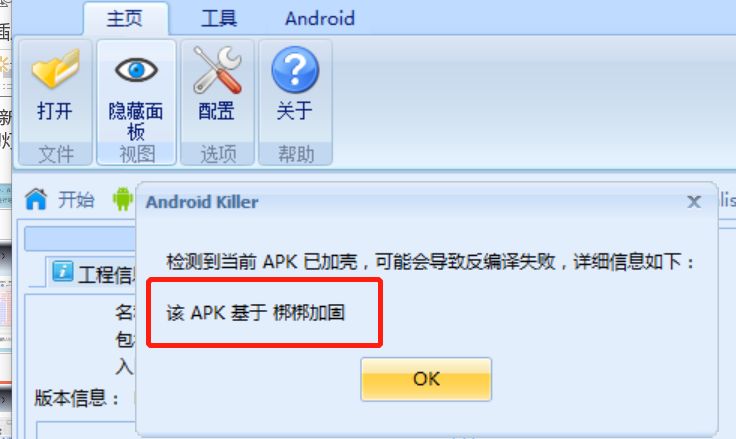 主页 工具 Android
打开
隐藏面
板
配置
关于
文件
视图
选项
帮助
开始
Android Killer
检测到当前 APK 已加壳，可能会导致反编译失败，详细信息如下：
工程信
该 APK 基于 梆梆加固
名
包
入
OK
版本信息：